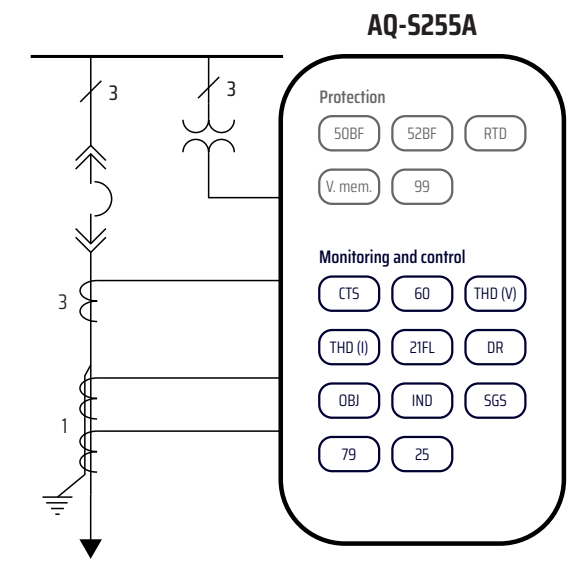 AQ-S255A
3
3
Protection
50BF 52BF RTD
V. mem. 99
Monitoring and control
CTS 60 THD (V)
3
THD (I) 21FL DR
OBJ IND SGS
1
79 25